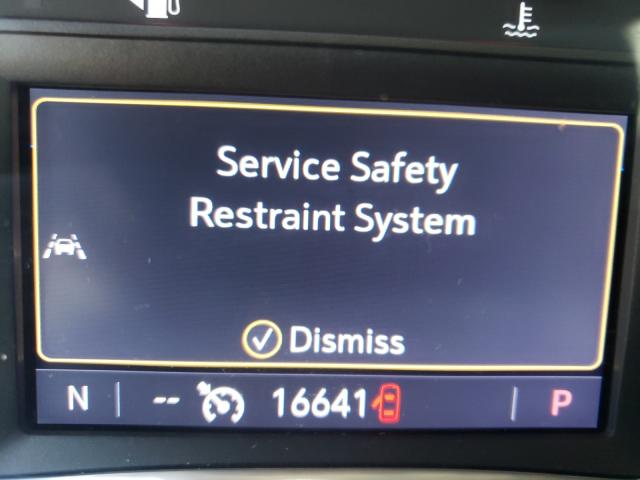 Service Safety
Restraint System
Dismiss
N -- 16641 P